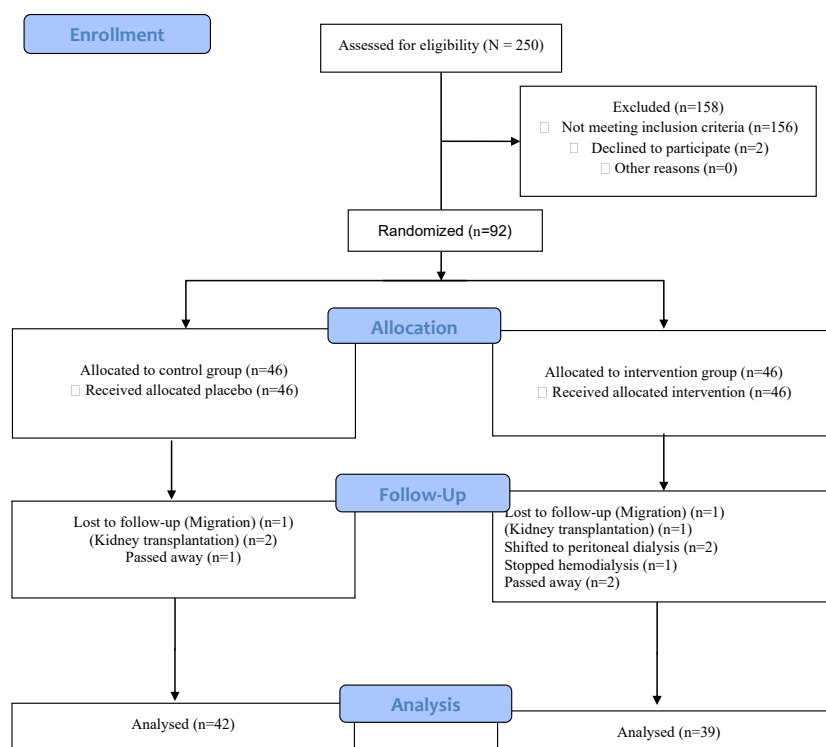 Enrollment
Assessed for eligibility (N = 250)
Excluded (n=158)
Not meeting inclusion criteria (n=156)
Declined to participate (n=2)
Other reasons (n=0)
Randomized (n=92)
Allocation
Allocated to control group (n=46)
Received allocated placebo (n=46)
Allocated to intervention group (n=46)
Received allocated intervention (n=46)
Follow-Up
Lost to follow-up (Migration) (n=1)
(Kidney transplantation) (n=2)
Passed away (n=1)
Lost to follow-up (Migration) (n=1)
(Kidney transplantation) (n=1)
Shifted to peritoneal dialysis (n=2)
Stopped hemodialysis (n=1)
Passed away (n=2)
Analysis
Analysed (n=42)
Analysed (n=39)